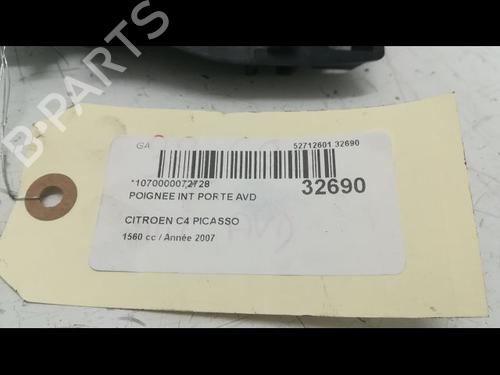 GA
52712601 32690
*1070000072728
32690
POIGNEE INT PORTE AVD
CITROEN C4 PICASSO
1560 cc / Année 2007
B-PARTS